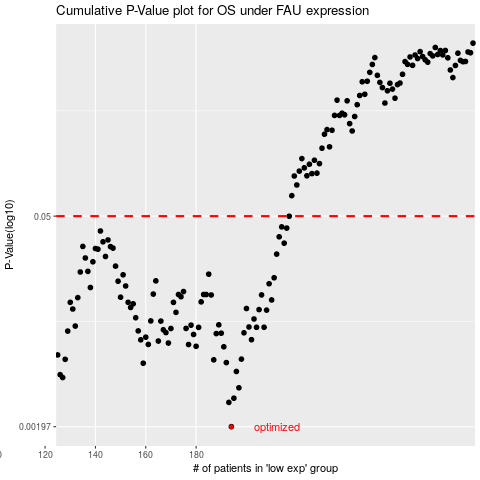 Cumulative P-Value plot for OS under FAU expression
P-Value(log10)
0.05
0.00197
optimized
0
120
140
160
180
# of patients in 'low exp' group